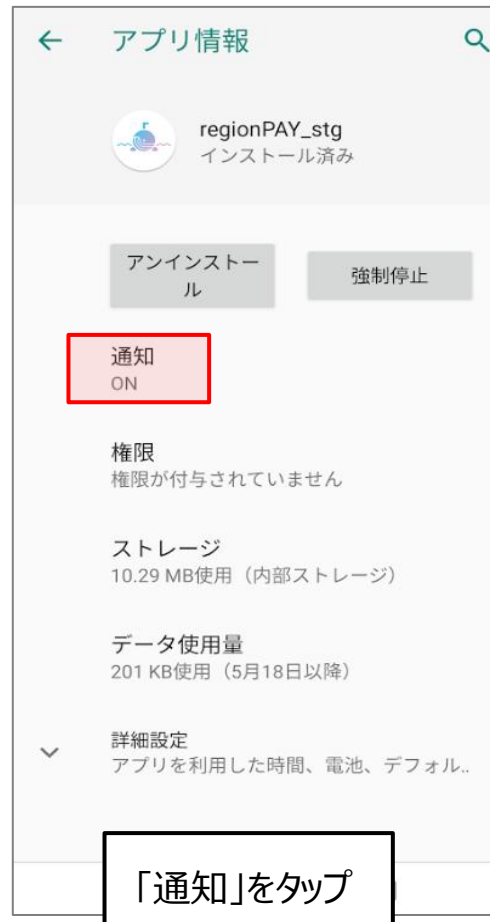 アプリ情報
regionPAY_stg
インストール済み
アンインストー
ル
強制停止
通知
ON
権限
権限が付与されていません
ストレージ
10.29 MB使用（内部ストレージ）
データ使用量
201 KB使用（5月18日以降）
詳細設定
アプリを利用した時間、電池、デフォル..
「通知」をタップ